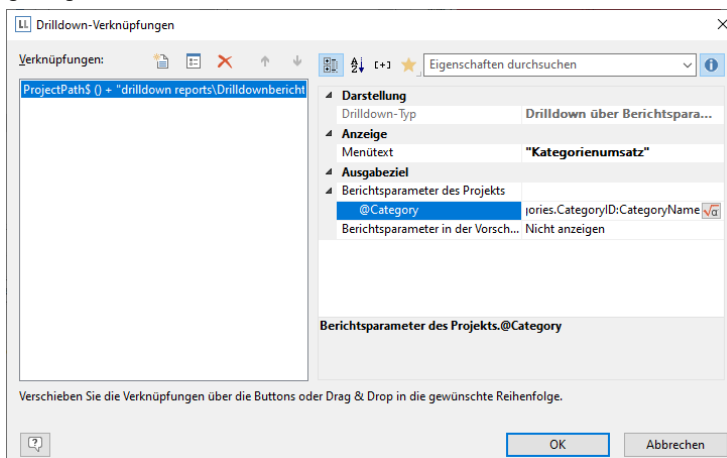 LL Drilldown-Verknüpfungen
Verknüpfungen:
Eigenschaften durchsuchen
ProjectPath$ () + "drilldown reports\Drilldownbericht
Darstellung
Drilldown-Typ Drilldown über Berichtspara...
Anzeige
Menütext "Kategorienumsatz"
Ausgabeziel
Berichtsparameter des Projekts
@Category ories.CategoryID:CategoryName
Berichtsparameter in der Vorsch... Nicht anzeigen
Berichtsparameter des Projekts.@Category
Verschieben Sie die Verknüpfungen über die Buttons oder Drag & Drop in die gewünschte Reihenfolge.
OK Abbrechen